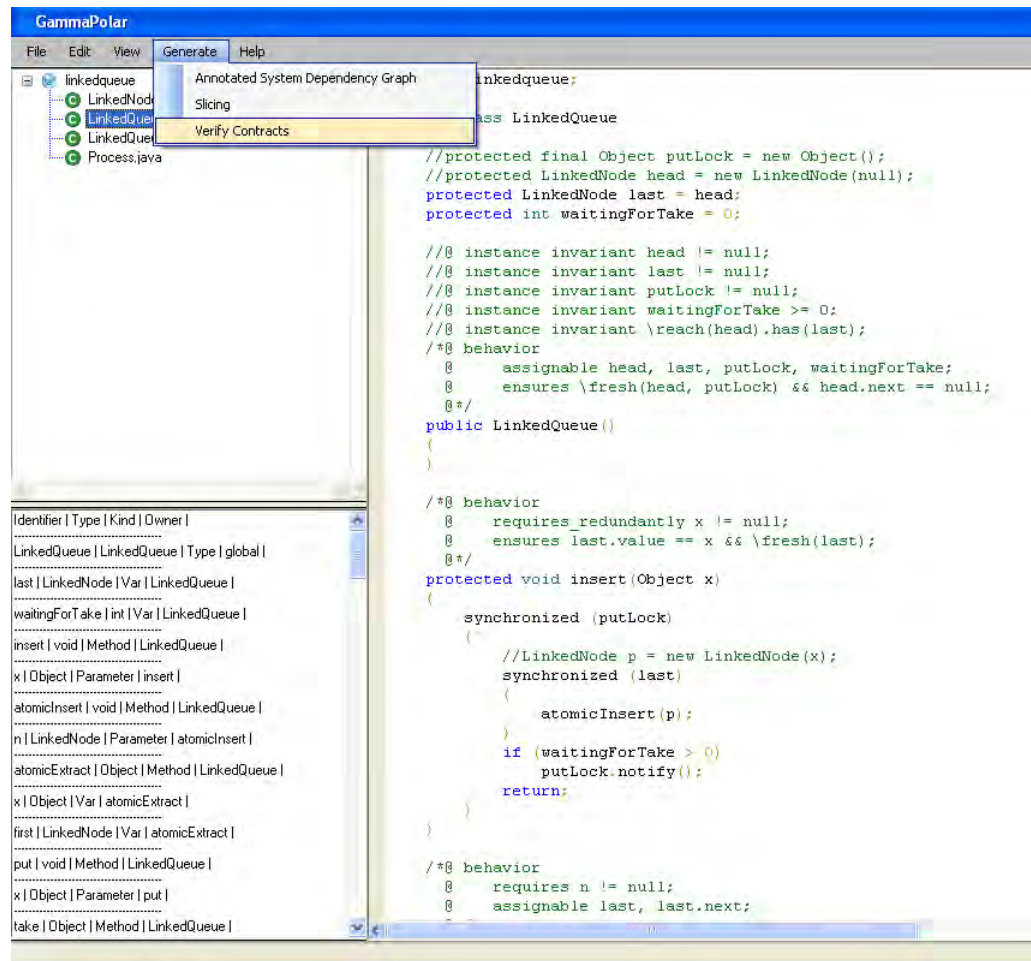 GammaPolar
File Edit View Generate Help
Annotated System Dependency Graph
Slicing
Verify Contracts
linkedqueue
LinkedNod
LinkedQue
LinkedQue
Process.java
inkedqueue;
ass LinkedQueue
//protected final Object putLock = new Object();
//protected LinkedNode head = new LinkedNode(null);
protected LinkedNode last = head;
protected int waitingForTake = 0;
//@ instance invariant head != null;
//@ instance invariant last != null;
//@ instance invariant putLock != null;
//@ instance invariant waitingForTake >= 0;
//@ instance invariant \reach(head).has(last);
/*@ behavior
@ assignable head, last, putLock, waitingForTake;
@ ensures \fresh(head, putLock) && head.next == null;
@*/
public LinkedQueue()
{
}
/*@ behavior
@ requires_redundantly x != null;
@ ensures last.value == x && \fresh(last);
@*/
protected void insert(Object x)
{
synchronized (putLock)
{
//LinkedNode p = new LinkedNode(x);
synchronized (last)
{
atomicInsert(p);
}
if (waitingForTake > 0)
putLock.notify();
return;
}
}
/*@ behavior
@ requires n != null;
@ assignable last, last.next;
Identifier | Type | Kind | Owner |
LinkedQueue | LinkedQueue | Type | global |
last | LinkedNode | Var | LinkedQueue |
waitingForTake | int | Var | LinkedQueue |
insert | void | Method | LinkedQueue |
x | Object | Parameter | insert |
atomicInsert | void | Method | LinkedQueue |
n | LinkedNode | Parameter | atomicInsert |
atomicExtract | Object | Method | LinkedQueue |
x | Object | Var | atomicExtract |
first | LinkedNode | Var | atomicExtract |
put | void | Method | LinkedQueue |
x | Object | Parameter | put |
take | Object | Method | LinkedQueue |